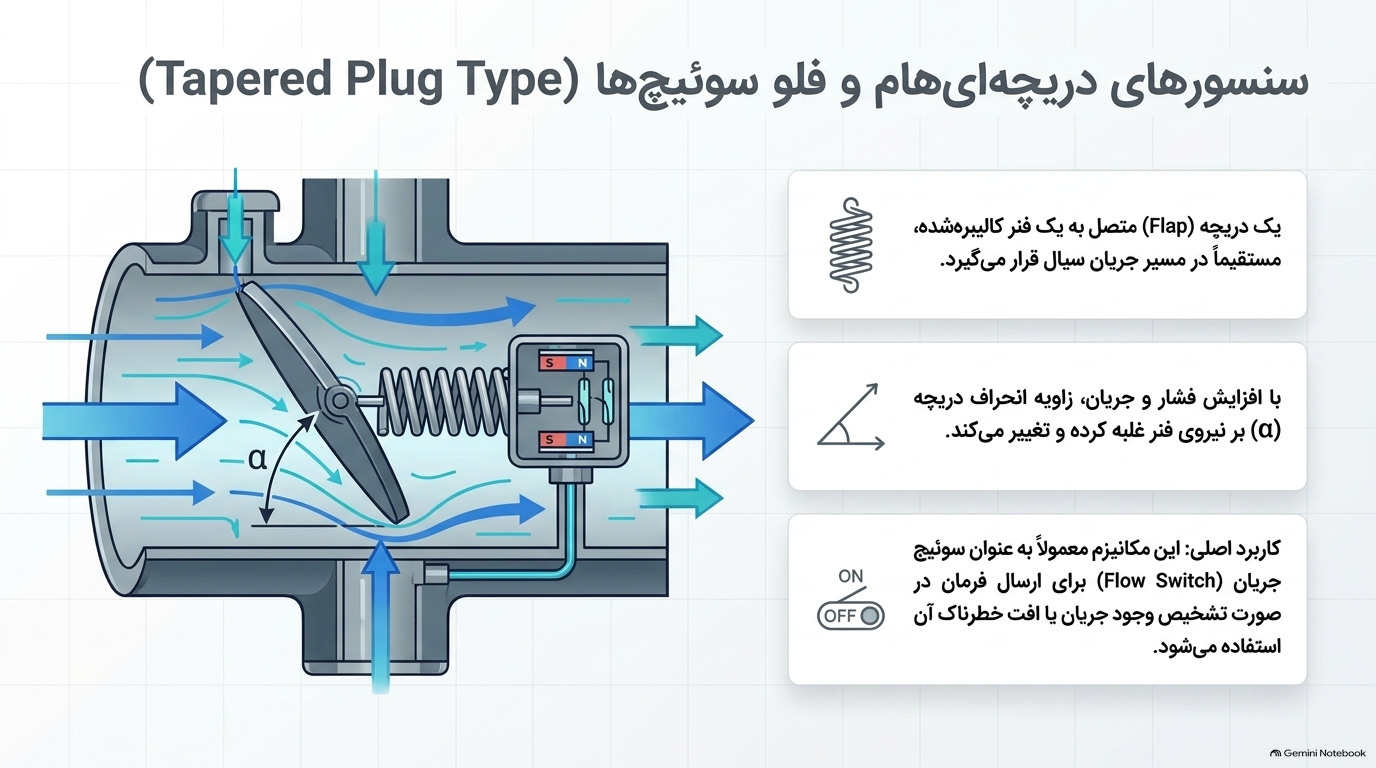 سنسورهای دریچه‌ای‌هام و فلو سوئیچ‌ها (Tapered Plug Type)
یک دریچه (Flap) متصل به یک فنر کالیبره‌شده،
مستقیماً در مسیر جریان سیال قرار می‌گیرد.
با افزایش فشار و جریان، زاویه انحراف دریچه
(α) بر نیروی فنر غلبه کرده و تغییر می‌کند.
کاربرد اصلی: این مکانیزم معمولاً به عنوان سوئیچ
جریان (Flow Switch) برای ارسال فرمان در
صورت تشخیص وجود جریان یا افت خطرناک آن
استفاده می‌شود.
ON
OFF
S N
S N
α
Gemini Notebook